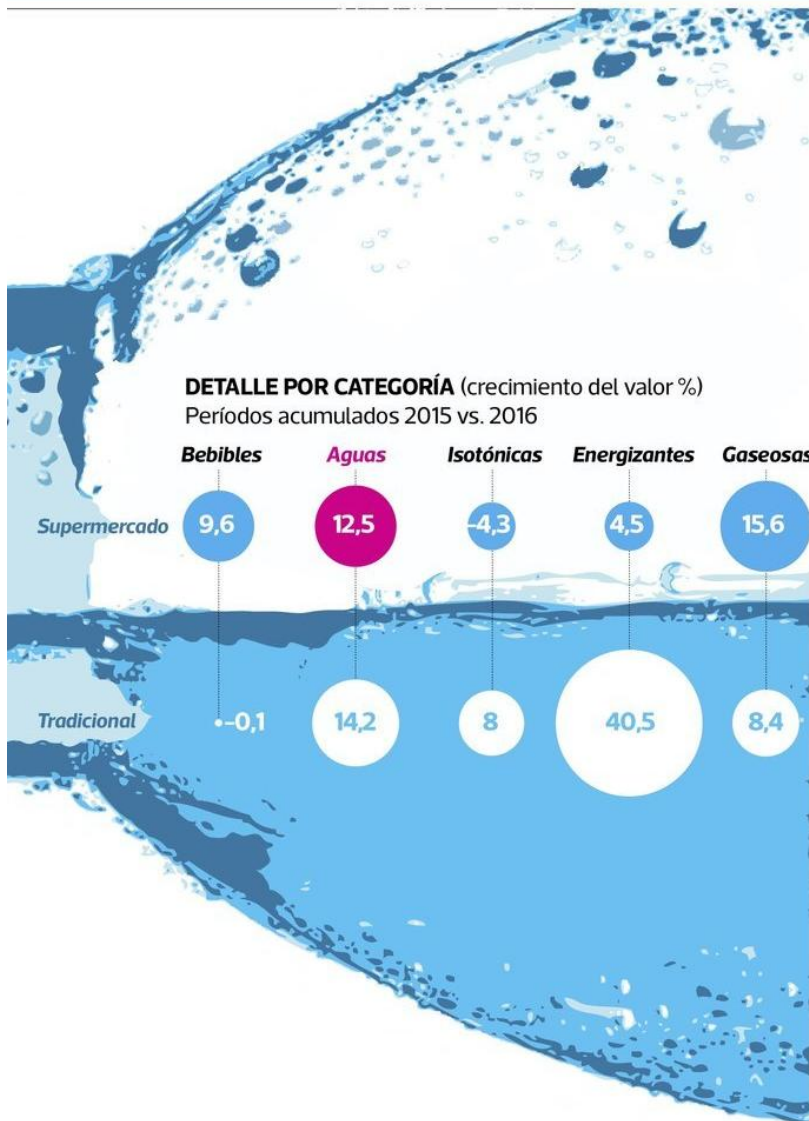 DETALLE POR CATEGORÍA (crecimiento del valor %)
Períodos acumulados 2015 vs. 2016
Bebibles Aguas Isotónicas Energizantes Gaseosas
Supermercado 9,6 12,5 -4,3 4,5 15,6
Tradicional -0,1 14,2 8 40,5 8,4